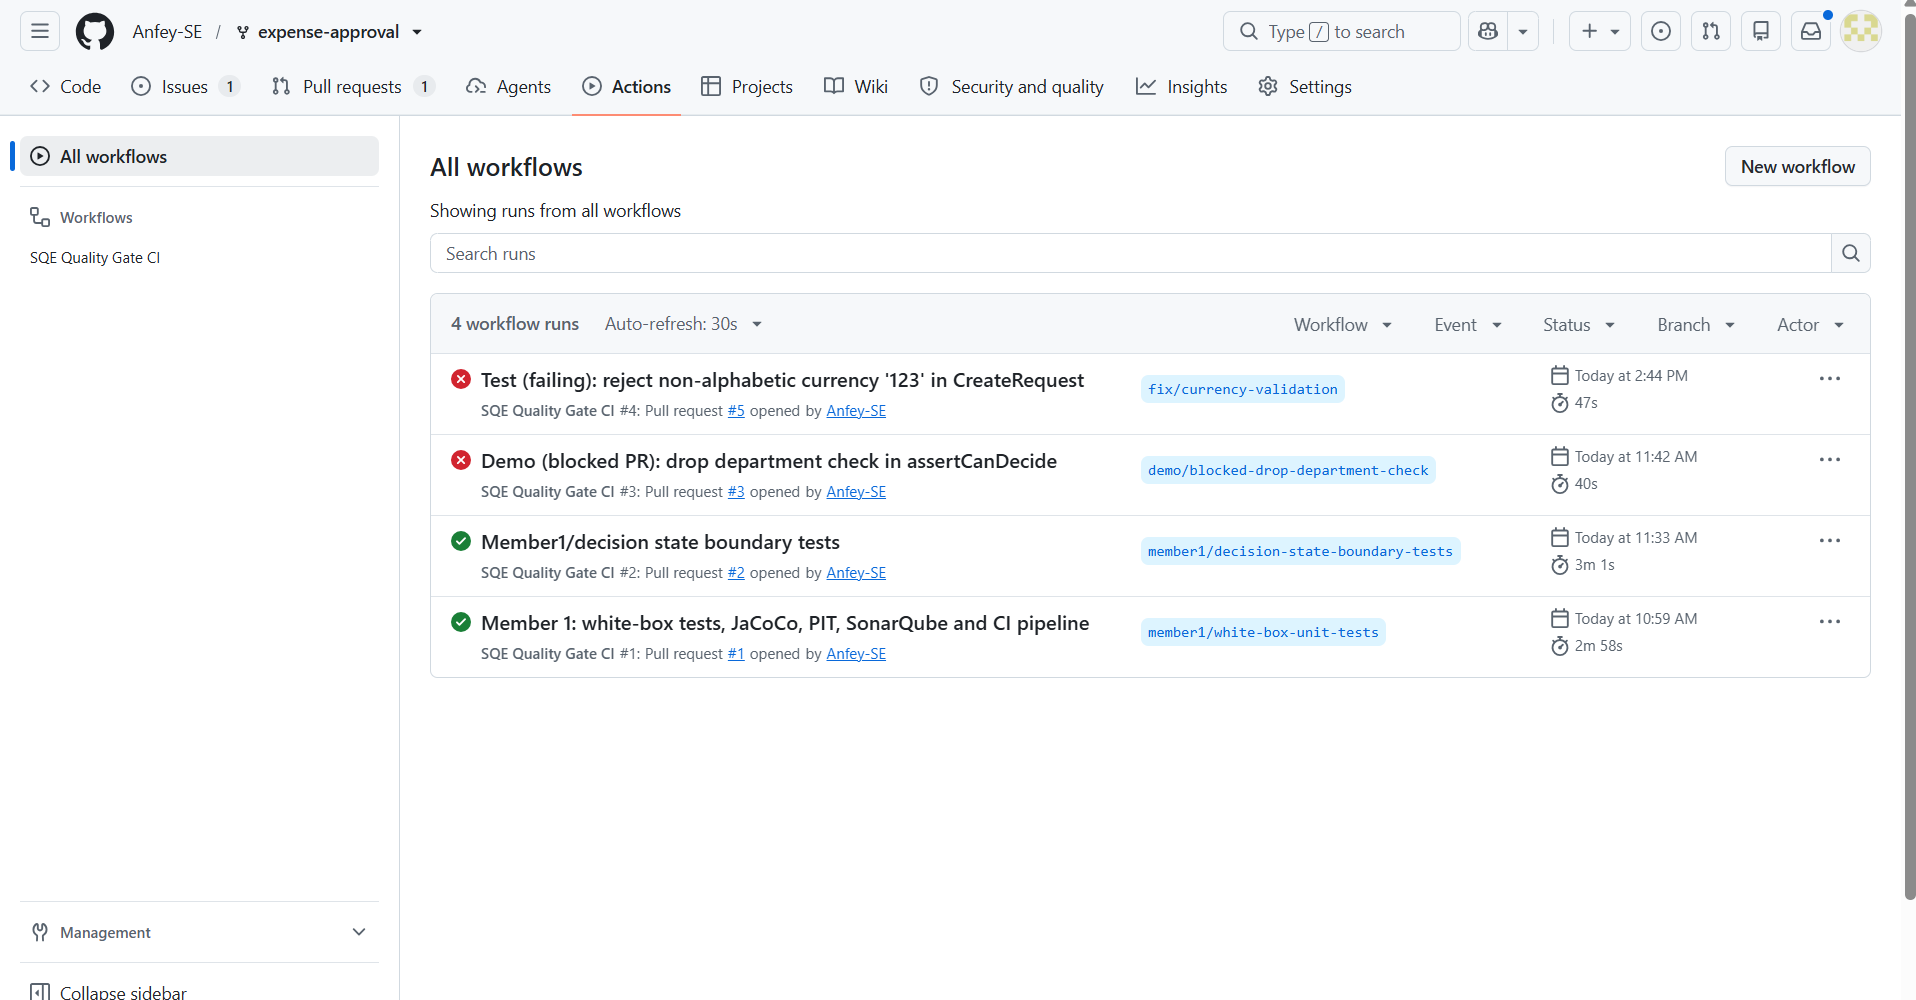 Anfey-SE / expense-approval
Type / to search
Code
Issues 1
Pull requests 1
Agents
Actions
Projects
Wiki
Security and quality
Insights
Settings
All workflows
Workflows
SQE Quality Gate CI
Management
Collapse sidebar
All workflows
New workflow
Showing runs from all workflows
Search runs
4 workflow runs
Auto-refresh: 30s
Workflow
Event
Status
Branch
Actor
Test (failing): reject non-alphabetic currency '123' in CreateRequest
SQE Quality Gate CI #4: Pull request #5 opened by Anfey-SE
fix/currency-validation
Today at 2:44 PM
47s
Demo (blocked PR): drop department check in assertCanDecide
SQE Quality Gate CI #3: Pull request #3 opened by Anfey-SE
demo/blocked-drop-department-check
Today at 11:42 AM
40s
Member1/decision state boundary tests
SQE Quality Gate CI #2: Pull request #2 opened by Anfey-SE
member1/decision-state-boundary-tests
Today at 11:33 AM
3m 1s
Member 1: white-box tests, JaCoCo, PIT, SonarQube and CI pipeline
SQE Quality Gate CI #1: Pull request #1 opened by Anfey-SE
member1/white-box-unit-tests
Today at 10:59 AM
2m 58s